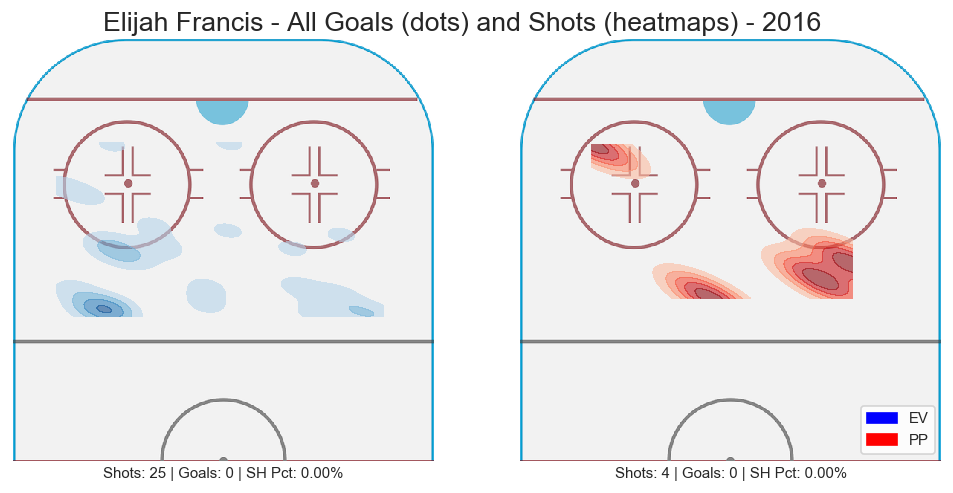 Elijah Francis - All Goals (dots) and Shots (heatmaps) - 2016
EV
PP
Shots: 25 | Goals: 0 | SH Pct: 0.00%
Shots: 4 | Goals: 0 | SH Pct: 0.00%